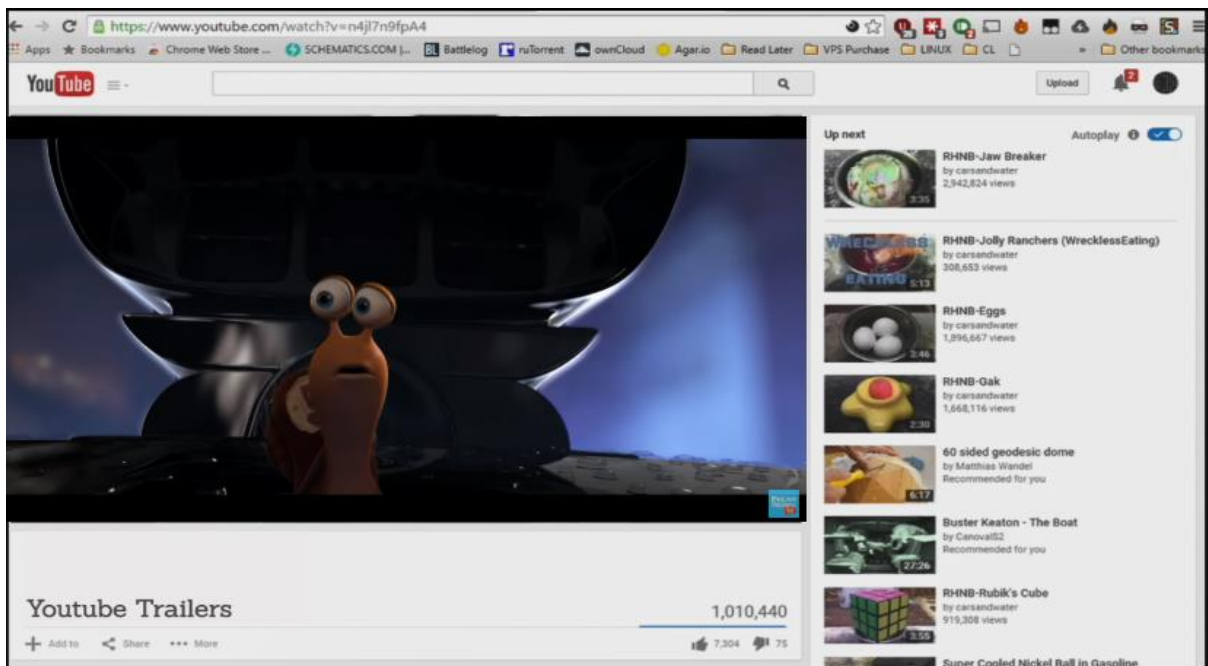 https://www.youtube.com/watch?v=n4jl7n9fpA4
Apps Bookmarks Chrome Web Store ... SCHEMATICS.COM |... BL Battlelog ruTorrent ownCloud Agar.io Read Later VPS Purchase LINUX CL » Other bookmarks
YouTube
Upload
2
Up next
Autoplay
RHNB-Jaw Breaker
by carsandwater
2,942,824 views
3:35
RHNB-Jolly Ranchers (WrecklessEating)
by carsandwater
308,653 views
WRECKLESS
EATING
5:13
RHNB-Eggs
by carsandwater
1,896,667 views
3:46
RHNB-Gak
by carsandwater
1,668,116 views
2:30
60 sided geodesic dome
by Matthias Wandel
Recommended for you
6:17
Buster Keaton - The Boat
by Canoval52
Recommended for you
27:26
RHNB-Rubik's Cube
by carsandwater
919,308 views
3:55
Super Cooled Nickel Ball in Gasoline
Youtube Trailers
1,010,440
Add to Share More
7,304 75